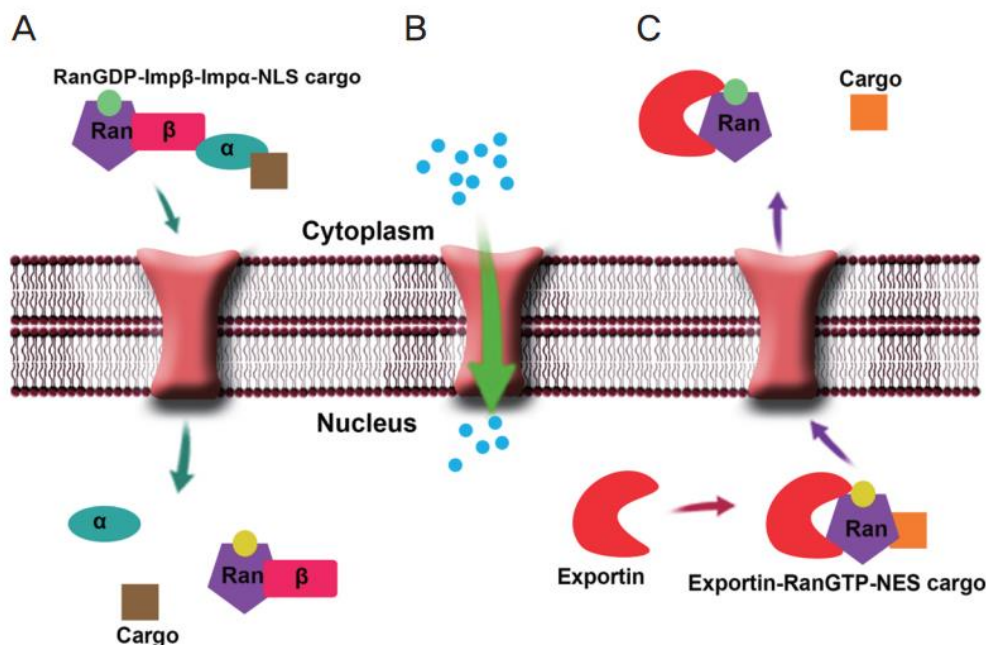 A
B
C
RanGDP-Impβ-Impα-NLS cargo
Ran
β
α
Cargo
Ran
Cytoplasm
Nucleus
α
Ran
β
Cargo
Exportin
Ran
Exportin-RanGTP-NES cargo